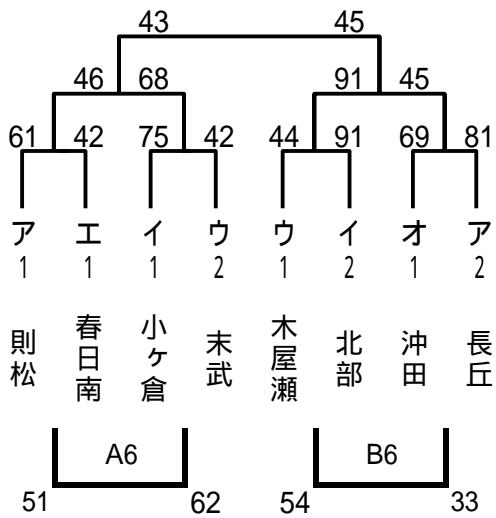 43 45
46 68 91 45
61 42 75 42 44 91 69 81
ア エ イ ウ ウ イ オ ア
1 1 1 2 1 2 1 2
則松 春日南 小ヶ倉 末武 木屋瀬 北部 沖田 長丘
A6 B6
51 62 54 33